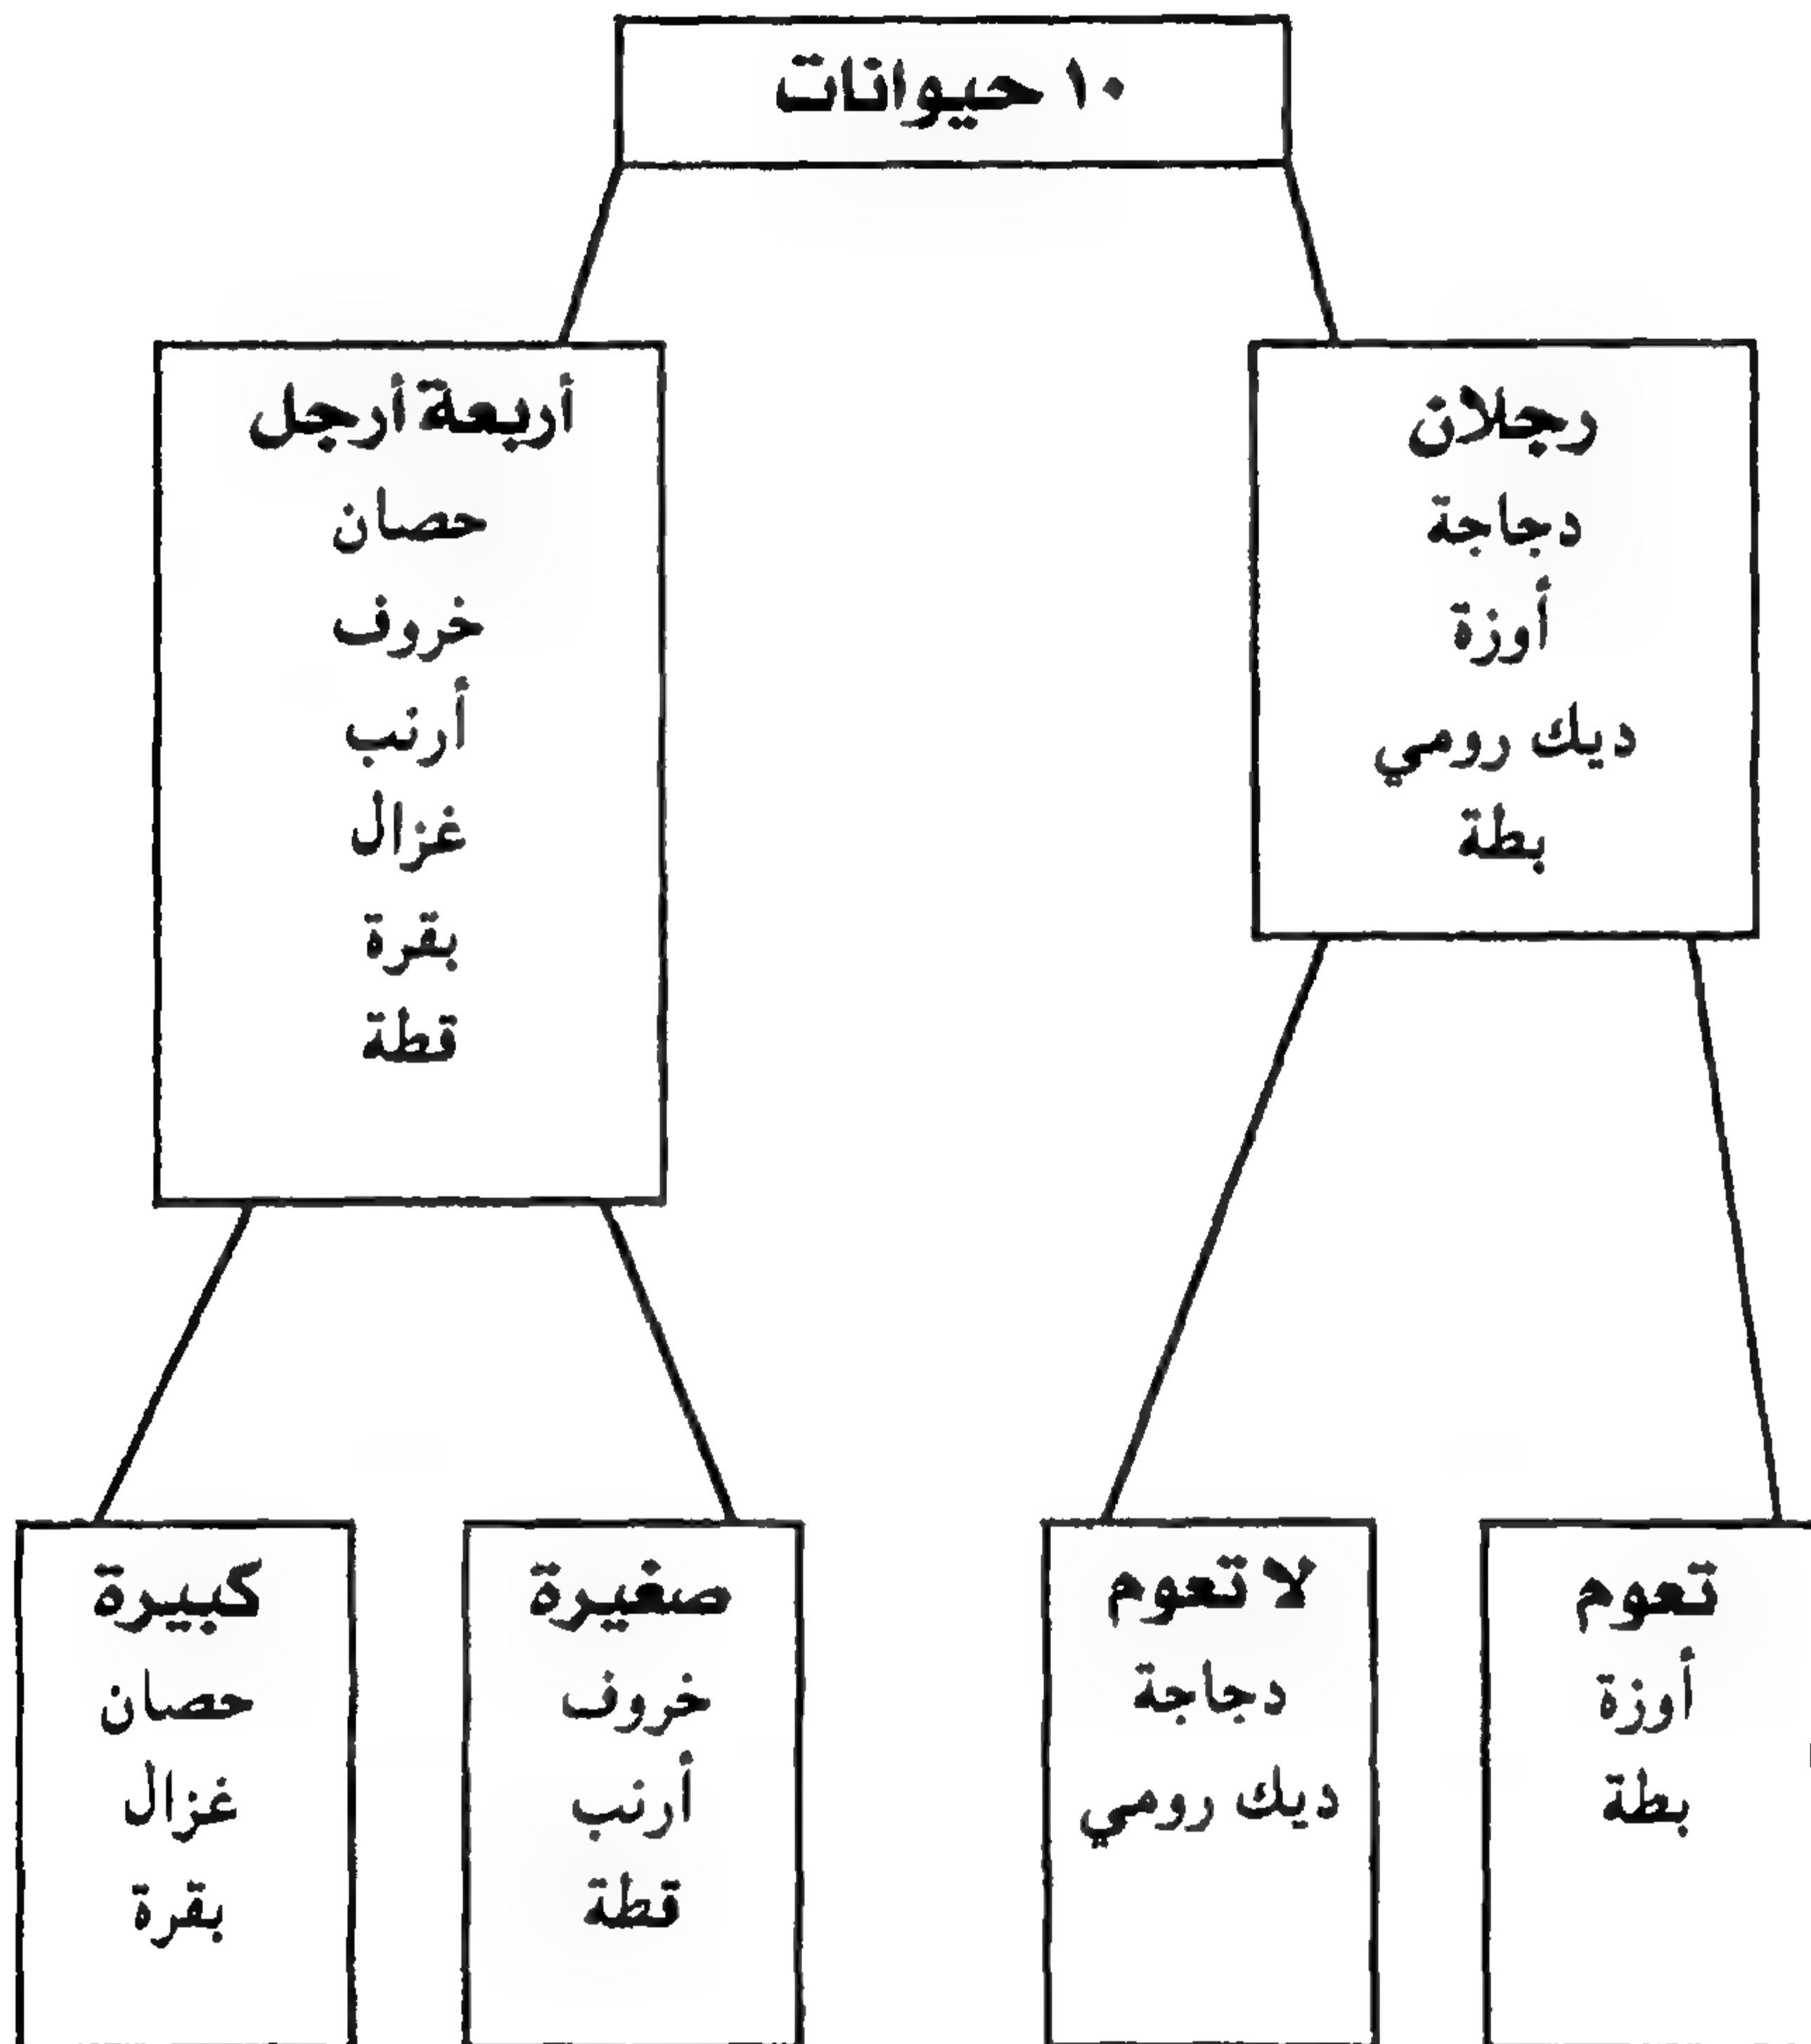 ١٠ حيوانات
رجلان
دجاجة
أوزة
ديك رومي
بطة
أربعة أرجل
حصان
خروف
أرنب
غزال
بقرة
قطة
تعوم
أوزة
بطة
لا تعوم
دجاجة
ديك رومي
صغيرة
خروف
أرنب
قطة
كبيرة
حصان
غزال
بقرة